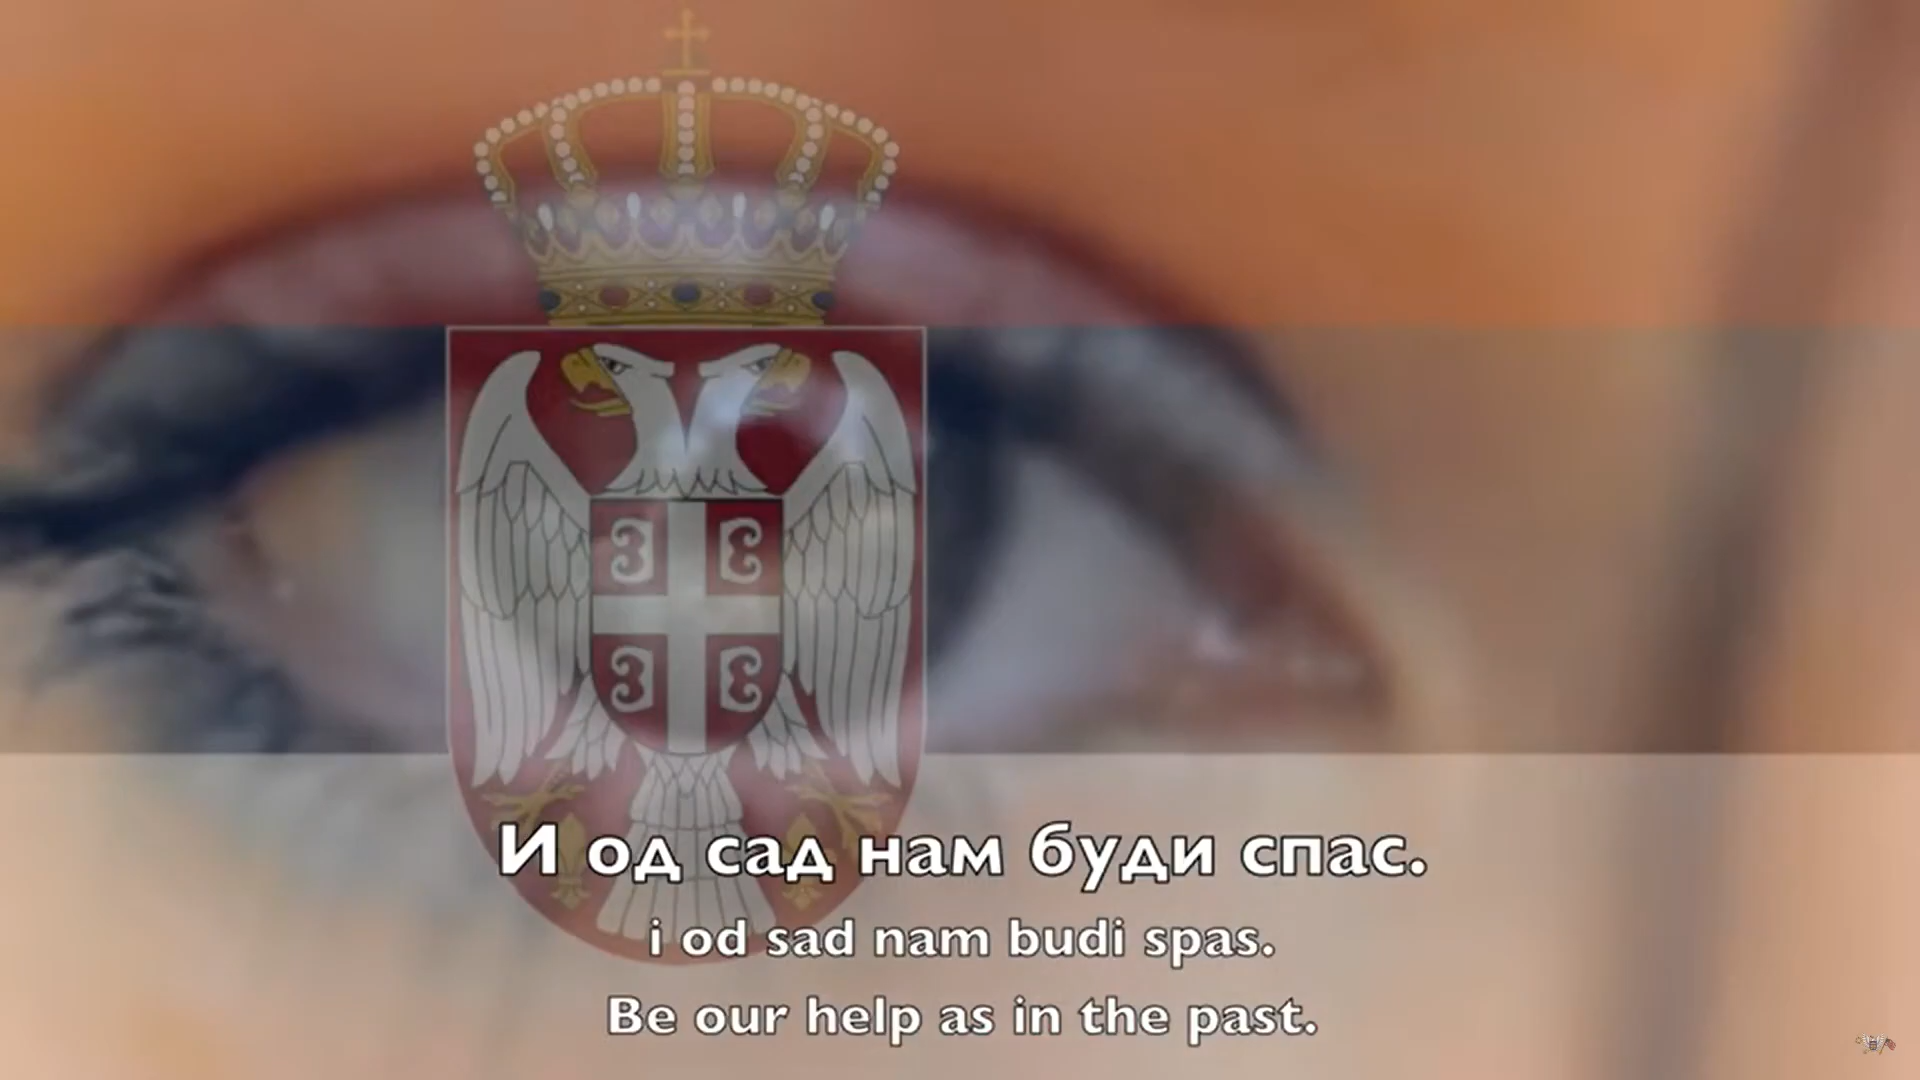 И од сад нам буди спас.
i od sad nam budi spas.
Be our help as in the past.